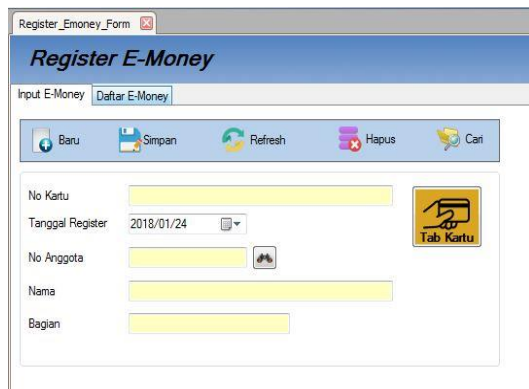 Register_Emoney_Form
Register E-Money
Input E-Money Daftar E-Money
Baru Simpan Refresh Hapus Cari
No Kartu
Tanggal Register 2018/01/24
Tab Kartu
No Anggota
Nama
Bagian